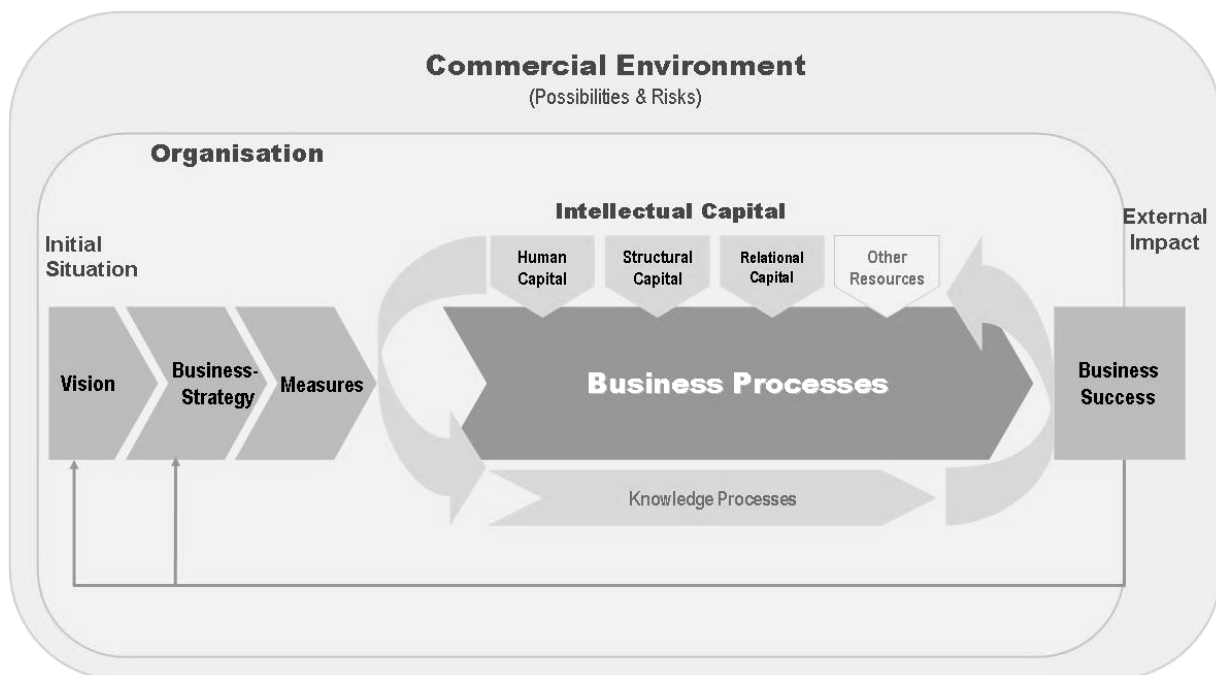 Commercial Environment
(Possibilities & Risks)
Organisation
Intellectual Capital
External
Impact
Initial
Situation
Human
Capital
Structural
Capital
Relational
Capital
Other
Resources
Vision
Business-
Strategy
Measures
Business Processes
Business
Success
Knowledge Processes